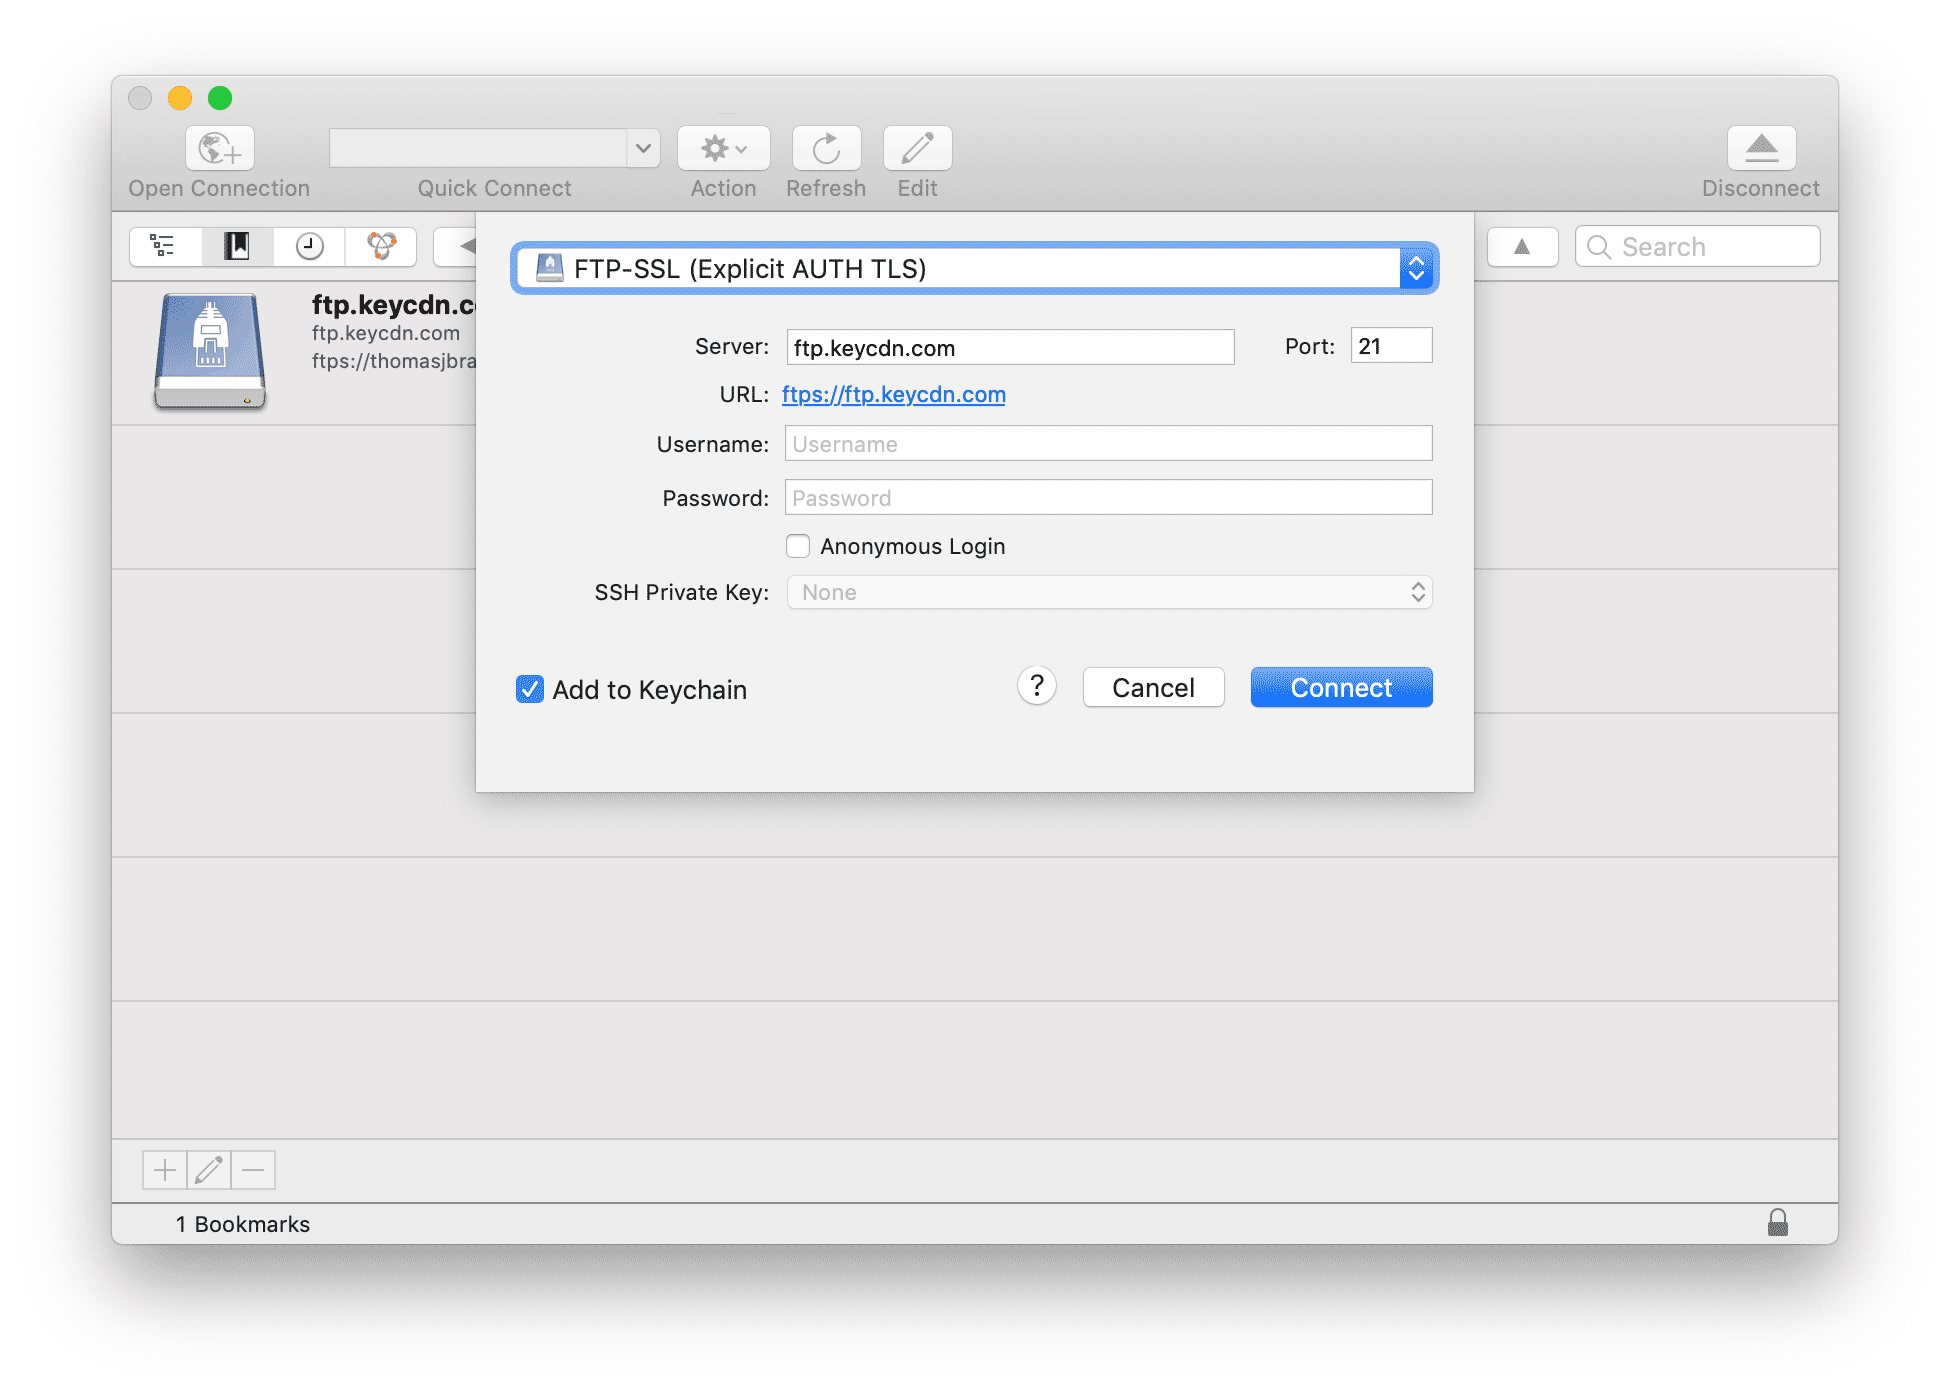 Open Connection
Quick Connect
Action
Refresh
Edit
Disconnect
FTP-SSL (Explicit AUTH TLS)
Search
ftp.keycdn.c
ftp.keycdn.com
ftps://thomasjbra
Server: ftp.keycdn.com Port: 21
URL: ftps://ftp.keycdn.com
Username: Username
Password: Password
Anonymous Login
SSH Private Key: None
Add to Keychain ? Cancel Connect
1 Bookmarks